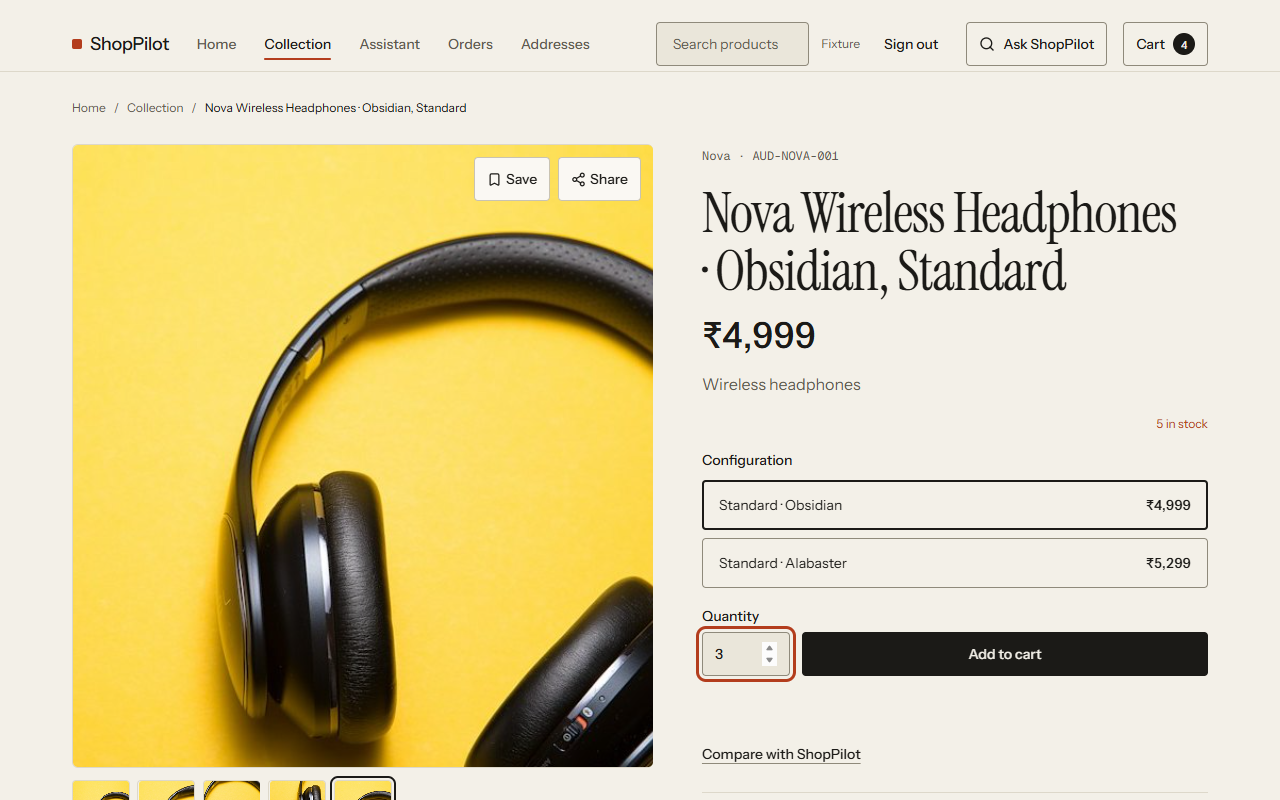 ShopPilot Home Collection Assistant Orders Addresses Search products Fixture Sign out Ask ShopPilot Cart 4
Home / Collection / Nova Wireless Headphones · Obsidian, Standard
Save Share
Nova · AUD-NOVA-001
Nova Wireless Headphones
· Obsidian, Standard
₹4,999
Wireless headphones
5 in stock
Configuration
Standard · Obsidian ₹4,999
Standard · Alabaster ₹5,299
Quantity
3 Add to cart
Compare with ShopPilot